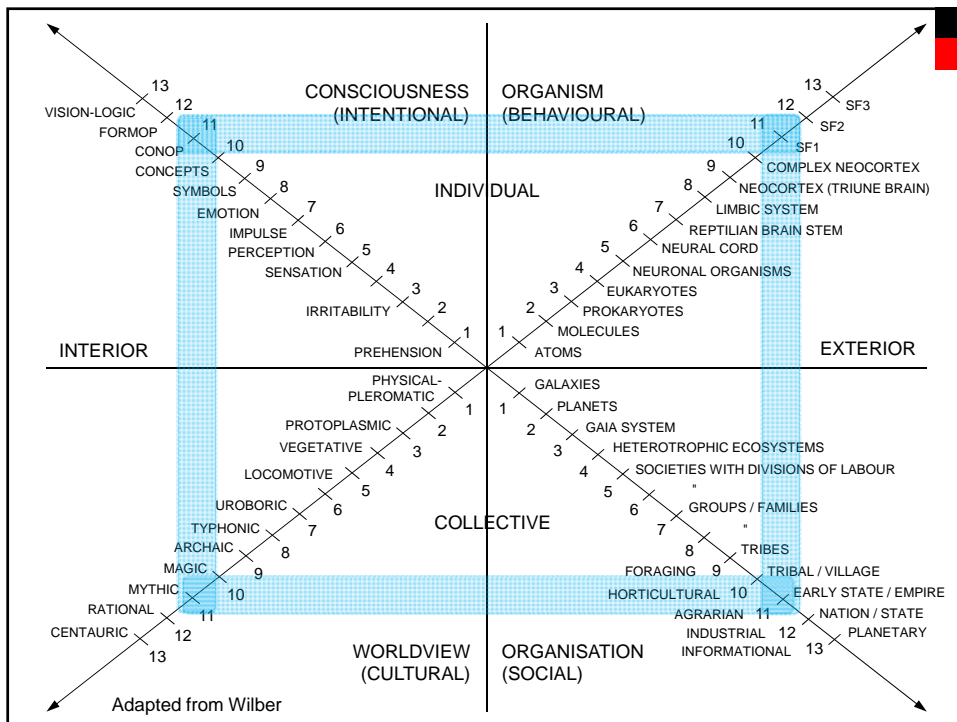 CONSCIOUSNESS
(INTENTIONAL)
13
12
11
10
9
8
7
6
5
4
3
2
1
VISION-LOGIC
FORMOP
CONOP
CONCEPTS
SYMBOLS
EMOTION
IMPULSE
PERCEPTION
SENSATION
IRRITABILITY
PREHENSION
ORGANISM
(BEHAVIOURAL)
13
12
11
10
9
8
7
6
5
4
3
2
1
SF3
SF2
SF1
COMPLEX NEOCORTEX
NEOCORTEX (TRIUNE BRAIN)
LIMBIC SYSTEM
REPTILIAN BRAIN STEM
NEURAL CORD
NEURONAL ORGANISMS
EUKARYOTES
PROKARYOTES
MOLECULES
ATOMS
INDIVIDUAL
INTERIOR
EXTERIOR
PHYSICAL-
PLEROMATIC
PROTOPLASMIC
VEGETATIVE
LOCOMOTIVE
UROBORIC
TYPHONIC
ARCHAIC
MAGIC
MYTHIC
RATIONAL
CENTAURIC
1
2
3
4
5
6
7
8
9
10
11
12
13
GALAXIES
PLANETS
GAIA SYSTEM
HETEROTROPHIC ECOSYSTEMS
SOCIETIES WITH DIVISIONS OF LABOUR
"
GROUPS / FAMILIES
"
TRIBES
TRIBAL / VILLAGE
EARLY STATE / EMPIRE
NATION / STATE
PLANETARY
1
2
3
4
5
6
7
8
9
10
11
12
13
FORAGING
HORTICULTURAL
AGRARIAN
INDUSTRIAL
INFORMATIONAL
COLLECTIVE
WORLDVIEW
(CULTURAL)
ORGANISATION
(SOCIAL)
Adapted from Wilber